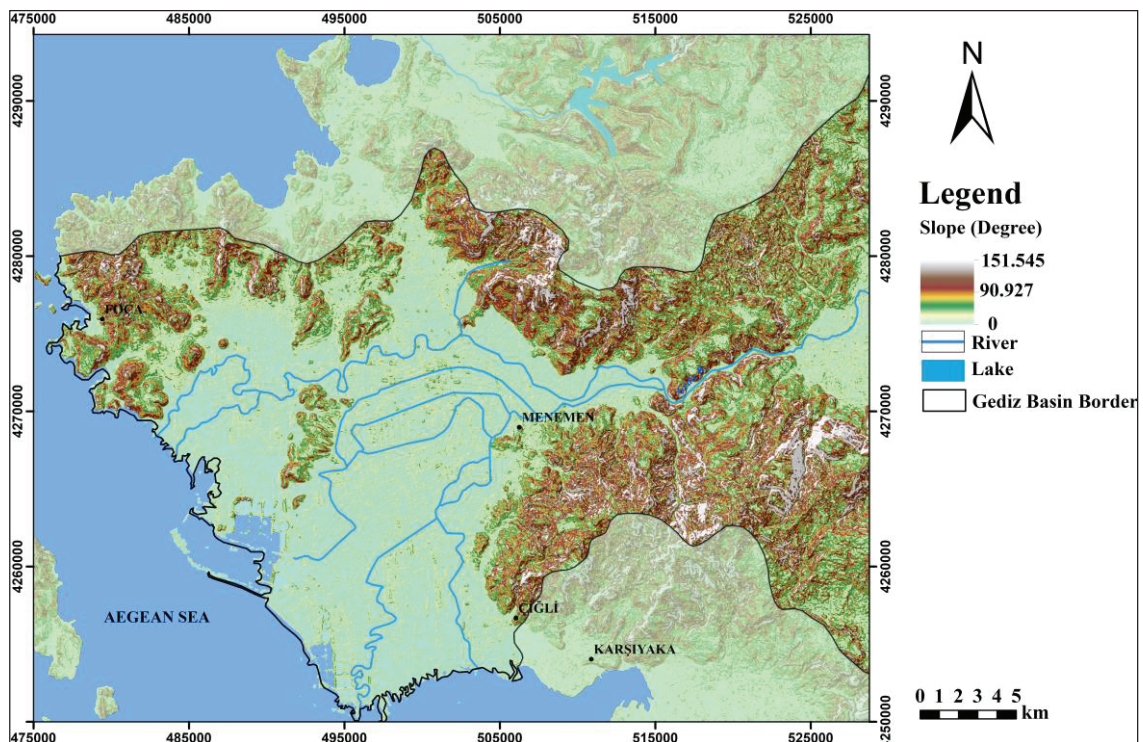 475000 485000 495000 505000 515000 525000
4290000 4290000
4280000 4280000
4270000 4270000
4260000 4260000
-250000
FOÇA
MENEMEN
ÇİĞLİ
KARŞIYAKA
AEGEAN SEA
475000 485000 495000 505000 515000 525000
N
Legend
Slope (Degree)
151.545
90.927
0
River
Lake
Gediz Basin Border
0 1 2 3 4 5
km